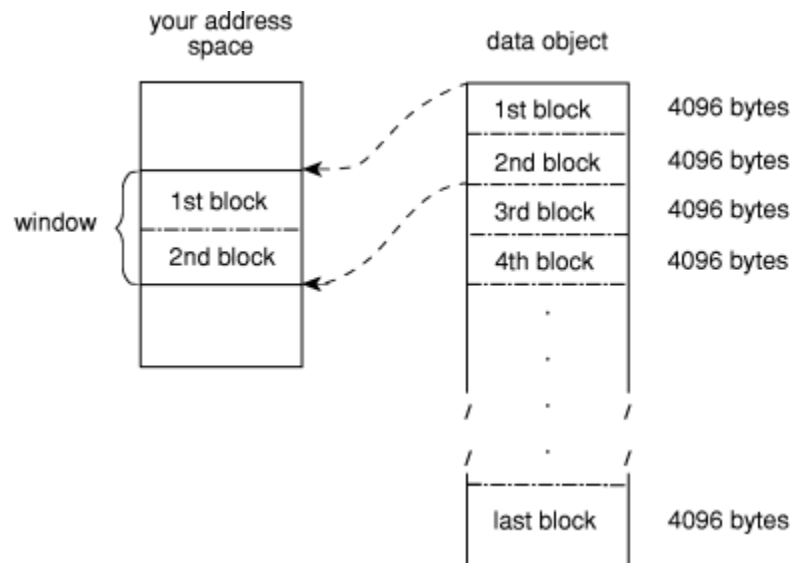 your address
space
data object
1st block 4096 bytes
2nd block 4096 bytes
window
1st block
2nd block
3rd block 4096 bytes
4th block 4096 bytes
last block 4096 bytes